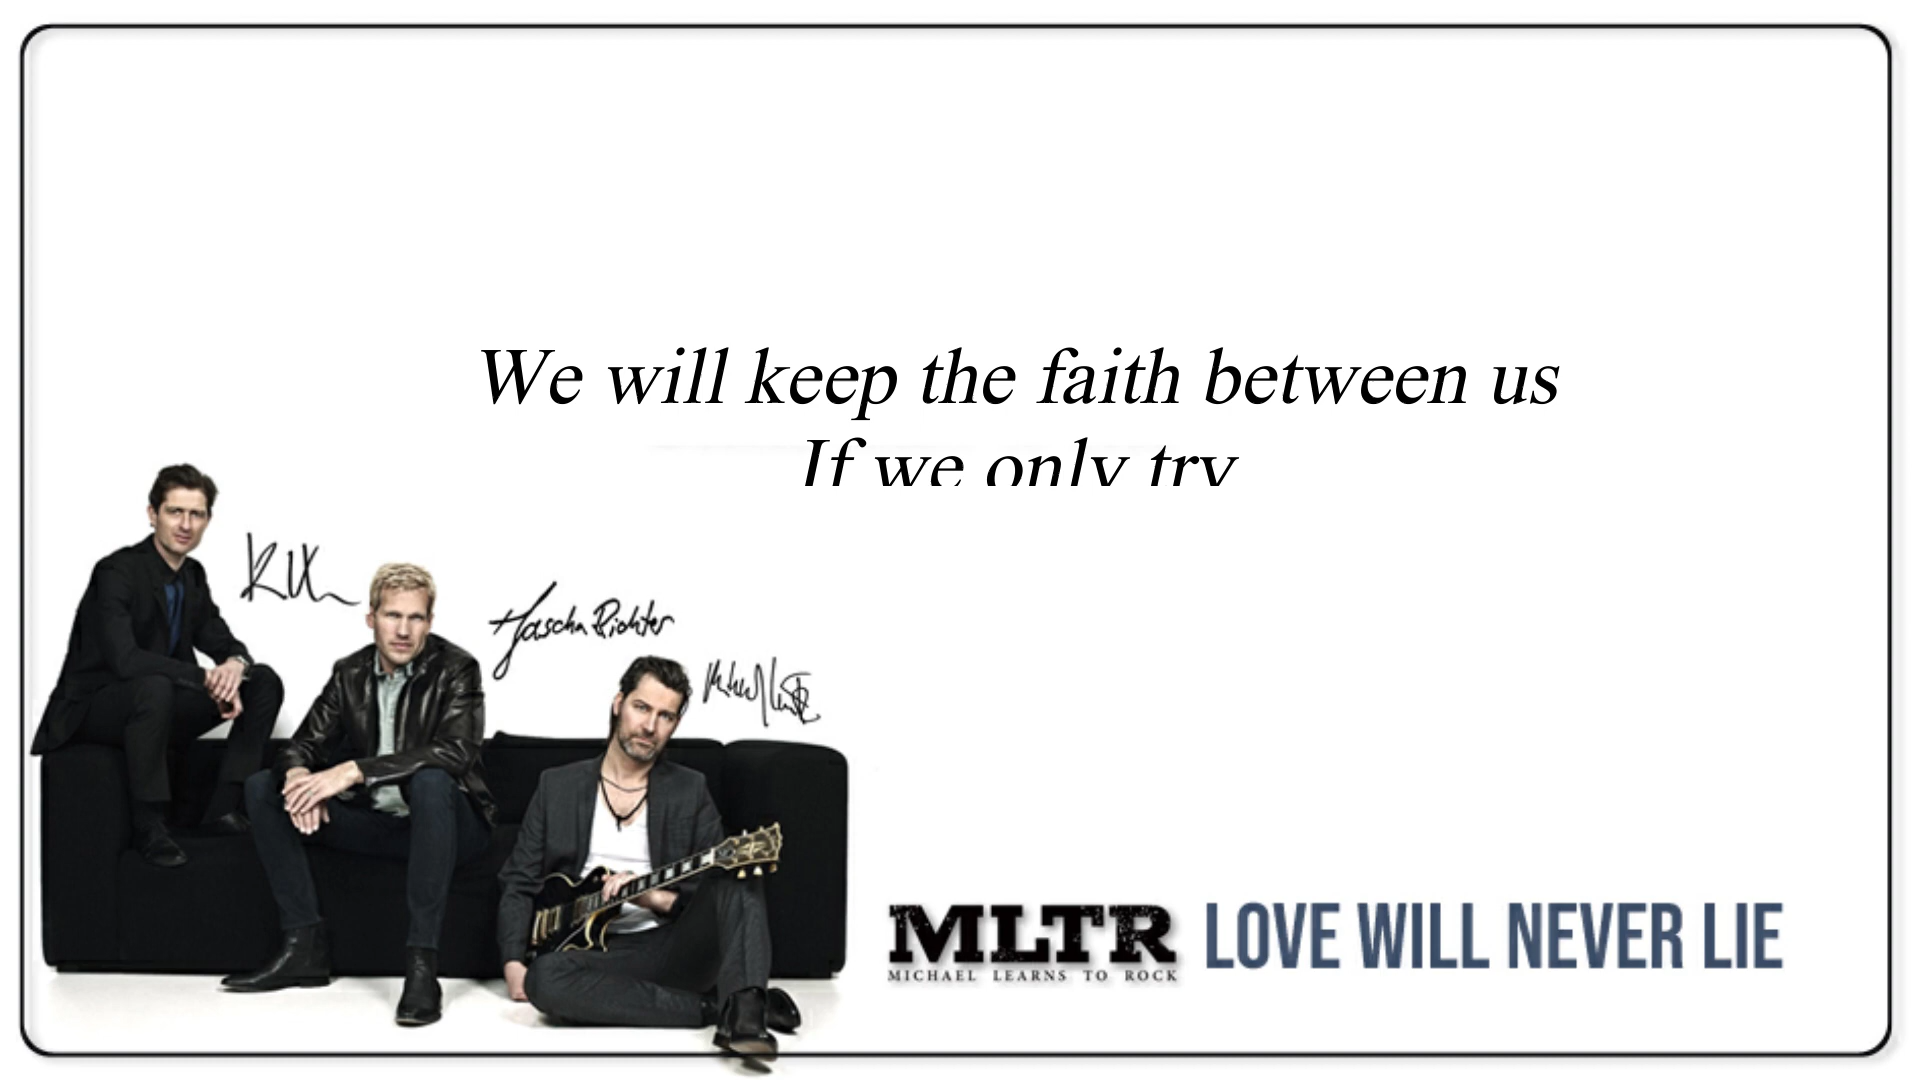 We will keep the faith between us
If we only try
Jascha Richter
MLTR LOVE WILL NEVER LIE
MICHAEL LEARNS TO ROCK